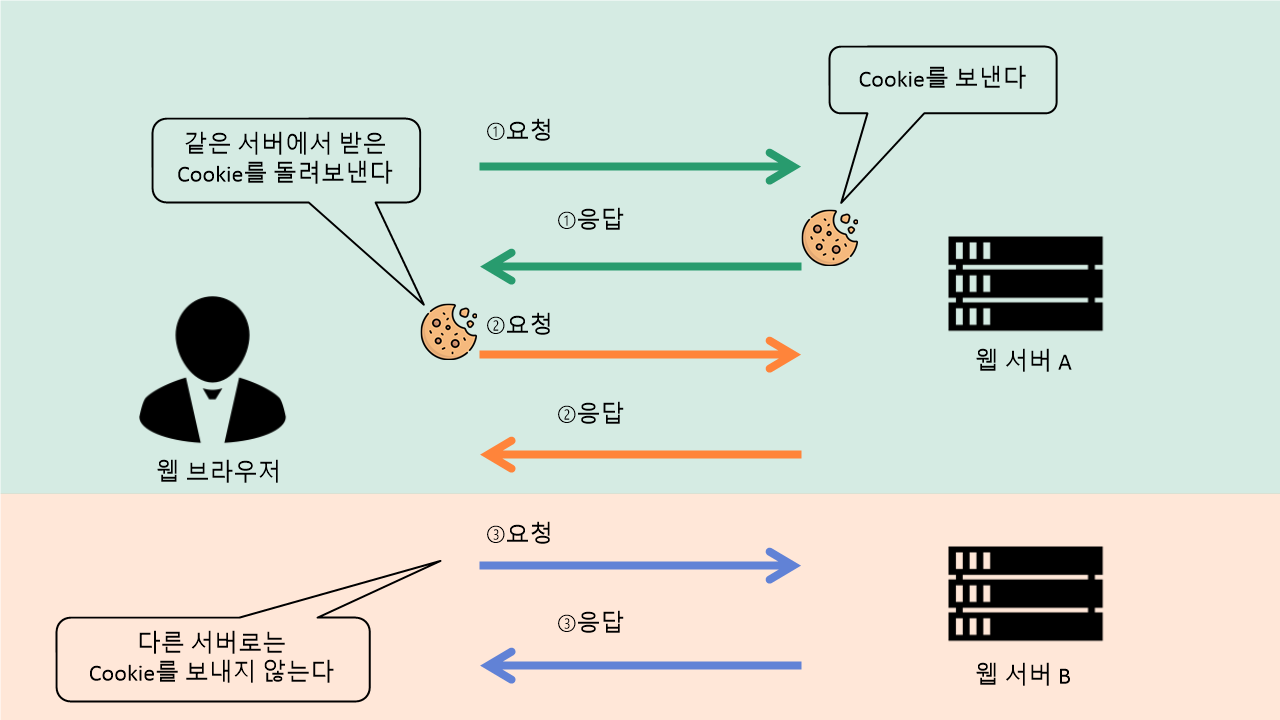 Cookie를 보낸다
①요청
같은 서버에서 받은
Cookie를 돌려보낸다
①응답
②요청
웹 서버 A
②응답
웹 브라우저
③요청
③응답
다른 서버로는
Cookie를 보내지 않는다
웹 서버 B